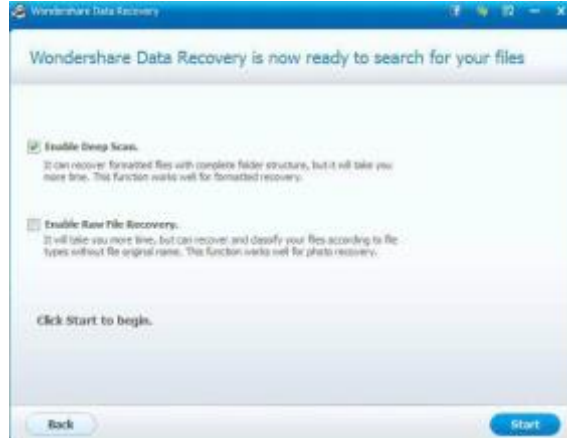 Wondershare Data Recovery
Wondershare Data Recovery is now ready to search for your files
Enable Deep Scan.
It can recover formatted files with complete folder structure, but it will take you
more time. This function works well for formatted recovery.
Enable Raw File Recovery.
It will take you more time, but can recover and classify your files according to file
types without file original name. This function works well for photo recovery.
Click Start to begin.
Back
Start